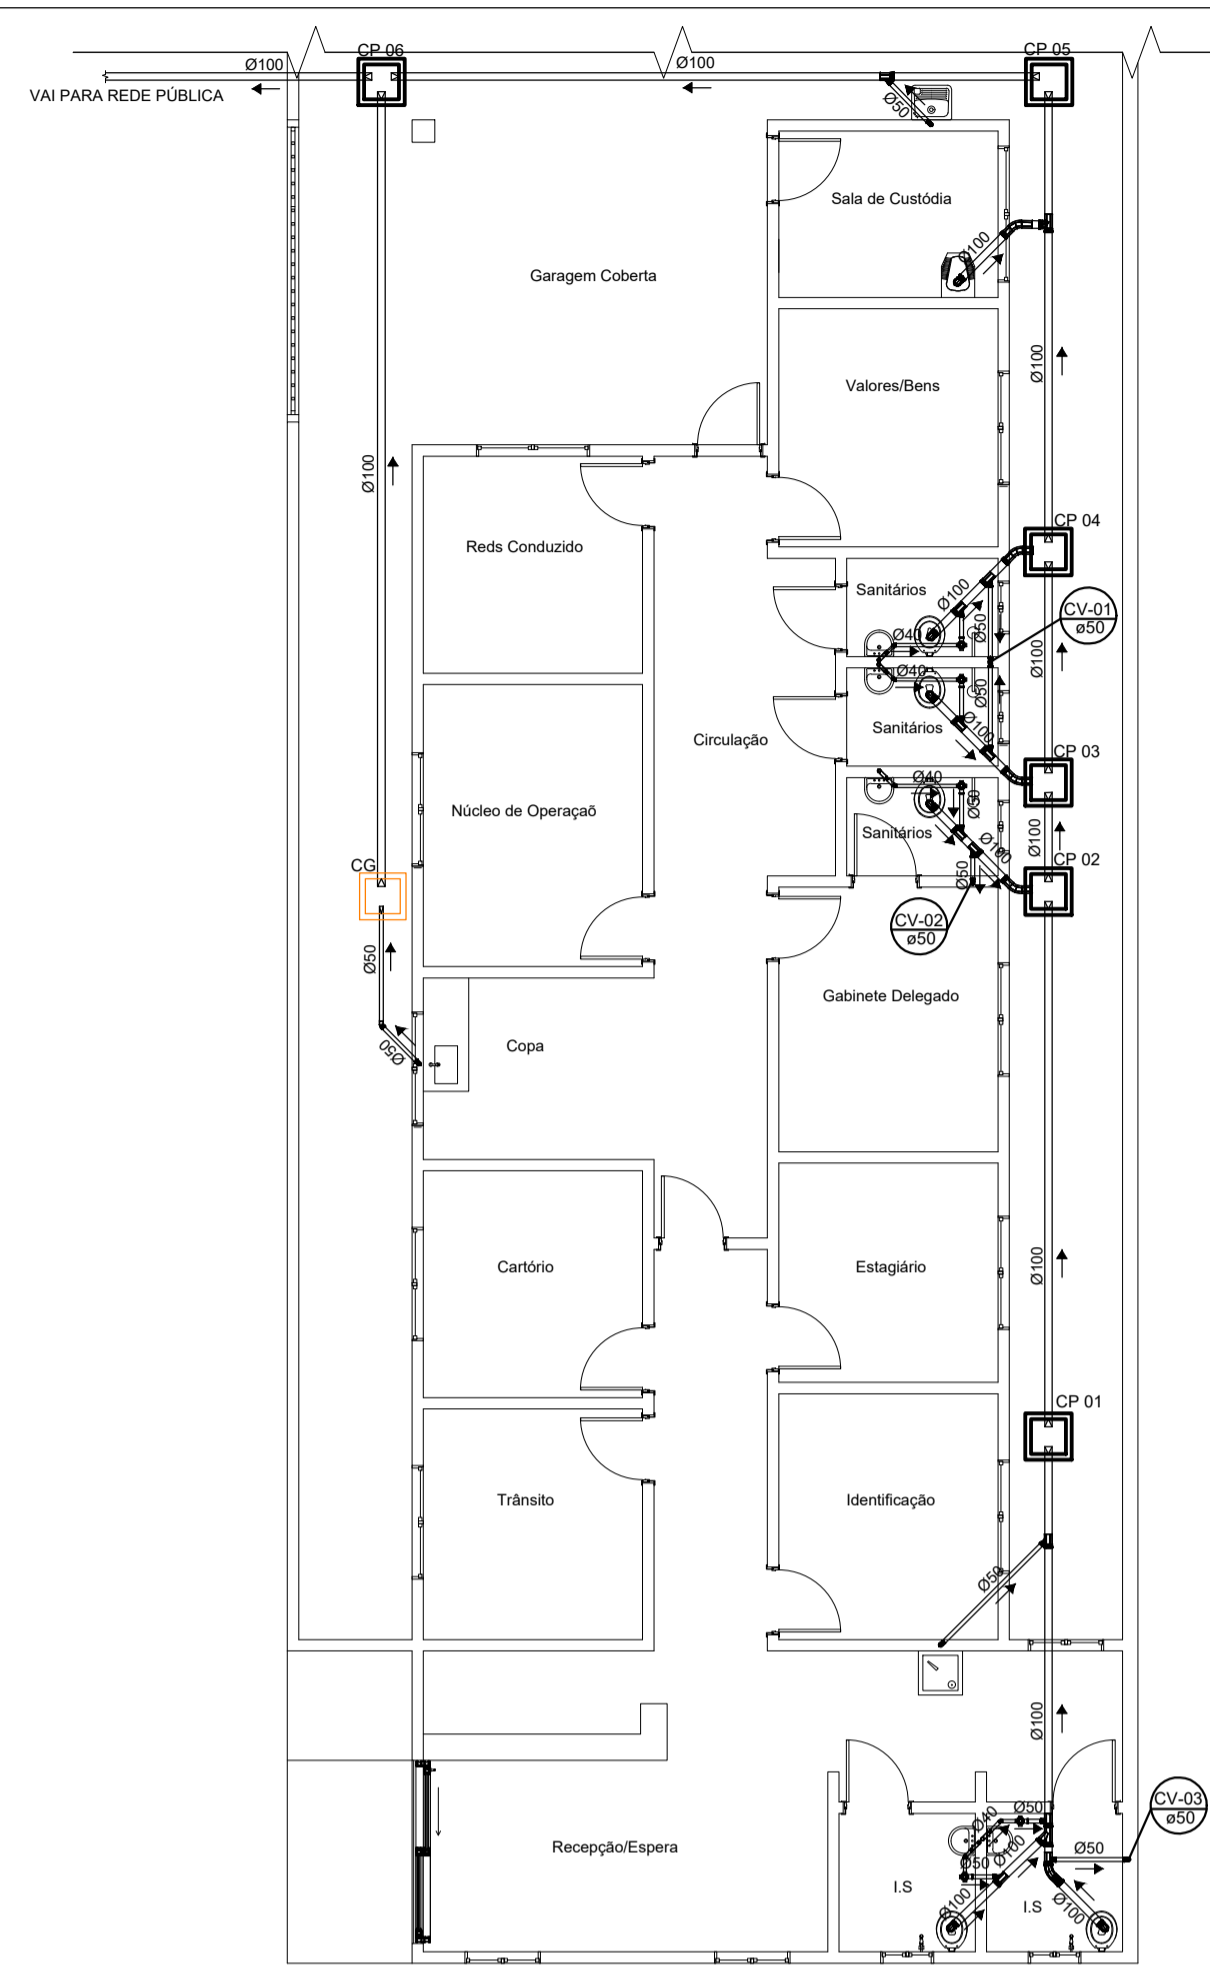 CP 06
CP 05
Ø100
Ø100
VAI PARA REDE PÚBLICA
Ø50
Sala de Custódia
Ø100
Garagem Coberta
Ø100
Valores/Bens
Ø100
CP 04
Reds Conduzido
Sanitários
Ø100
CV-01
ø50
Ø50
Ø40
Ø100
Ø40
Ø50
Sanitários
Ø100
Circulação
CP 03
Ø40
Ø50
Núcleo de Operaçaõ
Sanitários
Ø100
Ø100
CP 02
CG
Ø50
CV-02
ø50
Ø50
Gabinete Delegado
Copa
Ø50
Cartório
Estagiário
Ø100
CP 01
Trânsito
Identificação
Ø50
Ø100
CV-03
ø50
Ø50
Ø40
Recepção/Espera
Ø100
Ø50
Ø50
I.S
Ø100
I.S
Ø100